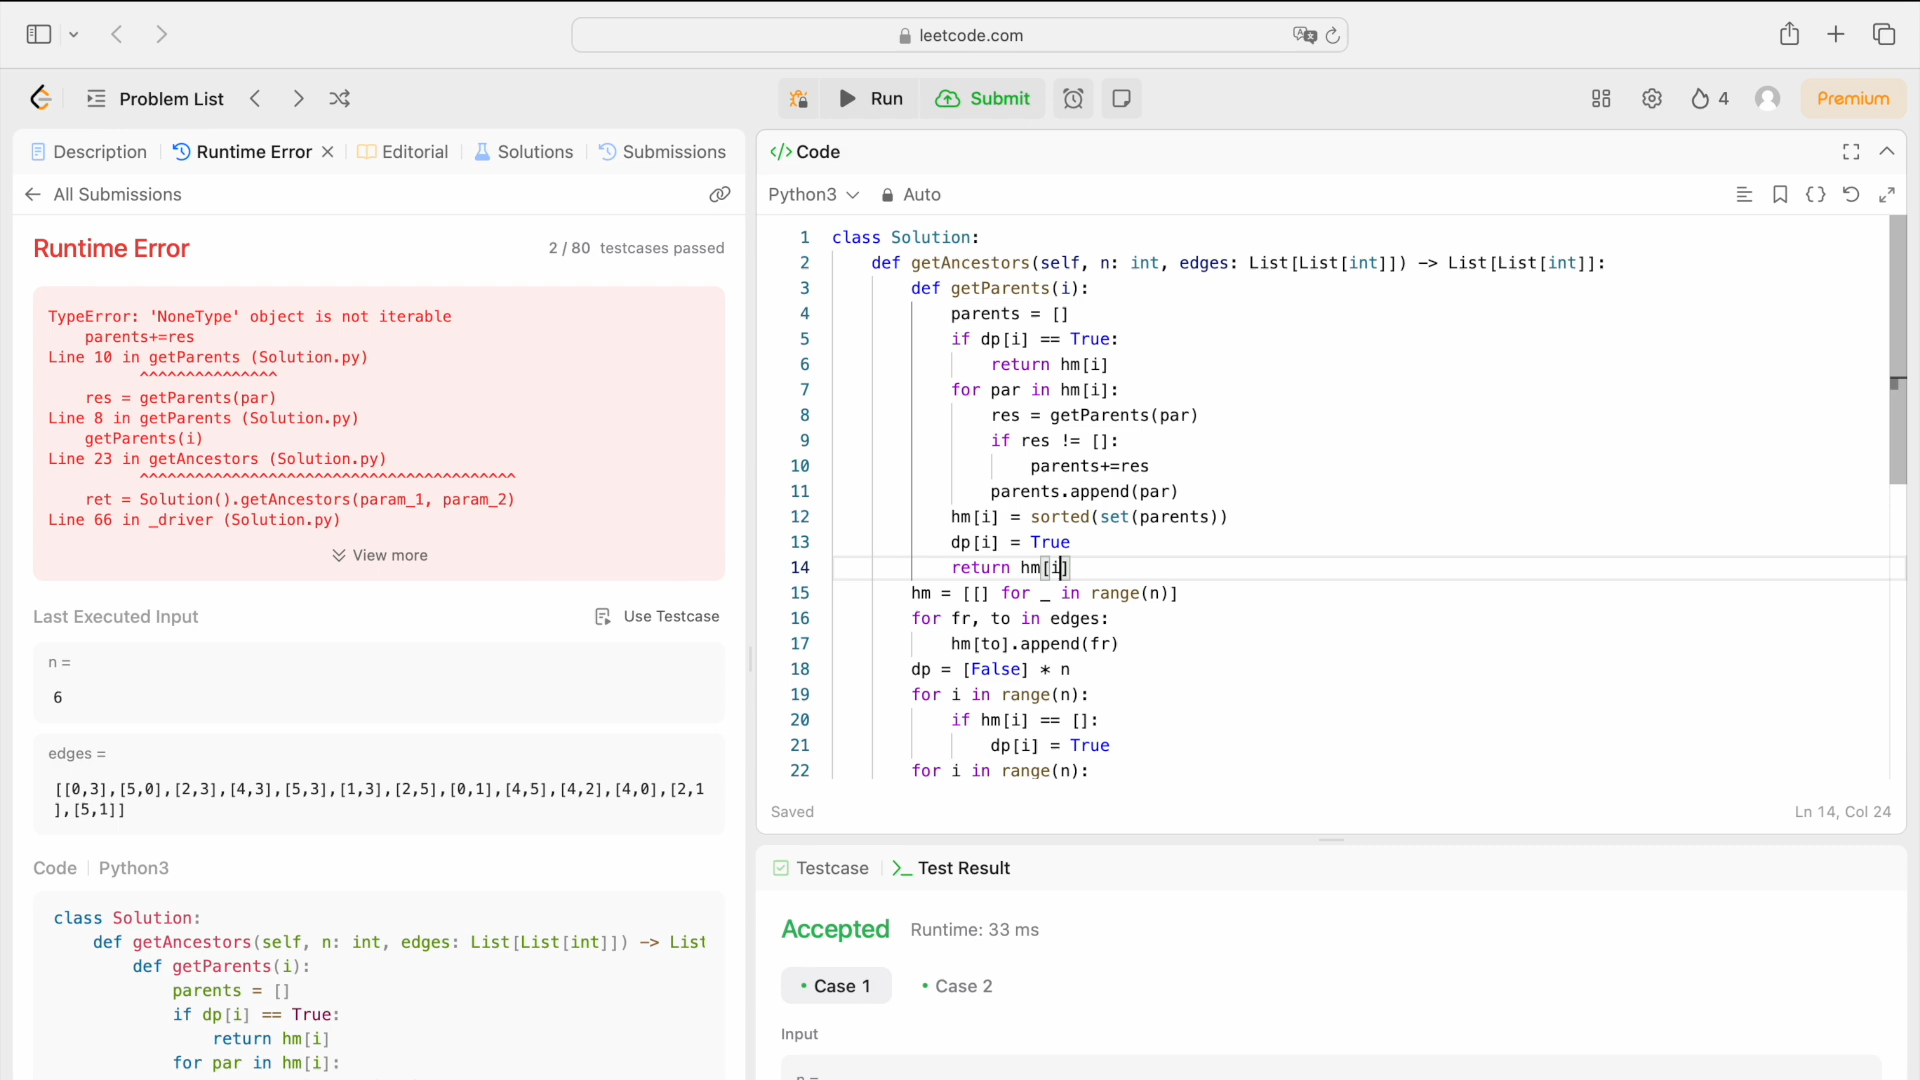 leetcode.com
Problem List
Run
Submit
4
Premium
Description
Runtime Error
Editorial
Solutions
Submissions
All Submissions
Runtime Error
2 / 80 testcases passed
TypeError: 'NoneType' object is not iterable
    parents+=res
Line 10 in getParents (Solution.py)
          ^^^^^^^^^^^^^^^
    res = getParents(par)
Line 8 in getParents (Solution.py)
    getParents(i)
Line 23 in getAncestors (Solution.py)
          ^^^^^^^^^^^^^^^^^^^^^^^^^^^^^^^^^^^^^^^^^
    ret = Solution().getAncestors(param_1, param_2)
Line 66 in _driver (Solution.py)
View more
Last Executed Input
Use Testcase
n =
6
edges =
[[0,3],[5,0],[2,3],[4,3],[5,3],[1,3],[2,5],[0,1],[4,5],[4,2],[4,0],[2,1
],[5,1]]
Code
Python3
class Solution:
    def getAncestors(self, n: int, edges: List[List[int]]) -> List
        def getParents(i):
            parents = []
            if dp[i] == True:
                return hm[i]
            for par in hm[i]:
Code
Python3
Auto
1 class Solution:
2     def getAncestors(self, n: int, edges: List[List[int]]) -> List[List[int]]:
3         def getParents(i):
4             parents = []
5             if dp[i] == True:
6                 return hm[i]
7             for par in hm[i]:
8                 res = getParents(par)
9                 if res != []:
10                     parents+=res
11                 parents.append(par)
12             hm[i] = sorted(set(parents))
13             dp[i] = True
14             return hm[i]
15         hm = [[] for _ in range(n)]
16         for fr, to in edges:
17             hm[to].append(fr)
18         dp = [False] * n
19         for i in range(n):
20             if hm[i] == []:
21                 dp[i] = True
22         for i in range(n):
Saved
Ln 14, Col 24
Testcase
Test Result
Accepted
Runtime: 33 ms
• Case 1
• Case 2
Input
n =